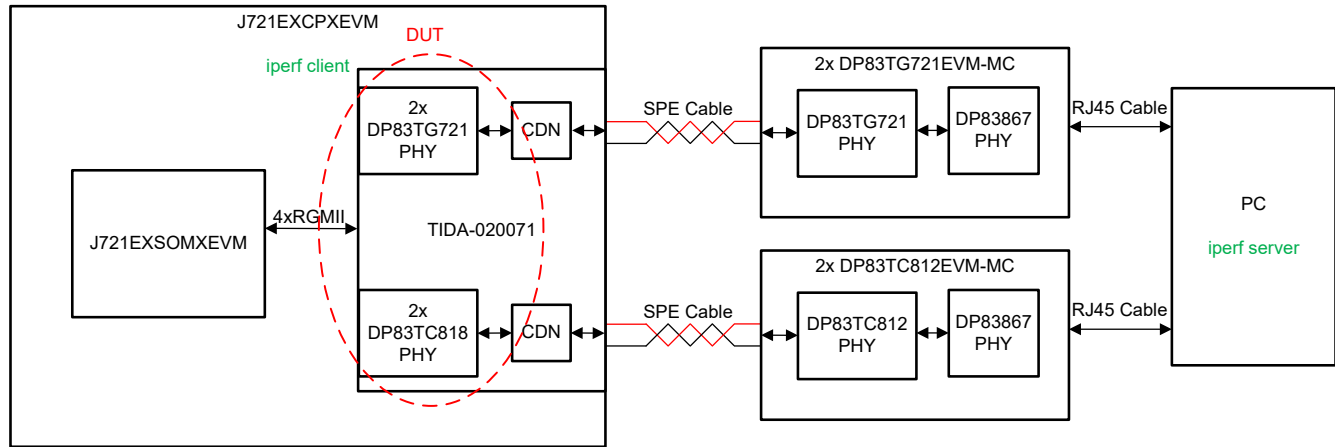 J721EXCPXEVM
DUT
iperf client
2x
DP83TG721
PHY
CDN
4xRGMII
J721EXSOMXEVM
TIDA-020071
2x
DP83TC818
PHY
CDN
SPE Cable
2x DP83TG721EVM-MC
DP83TG721
PHY
DP83867
PHY
RJ45 Cable
SPE Cable
2x DP83TC812EVM-MC
DP83TC812
PHY
DP83867
PHY
RJ45 Cable
PC
iperf server